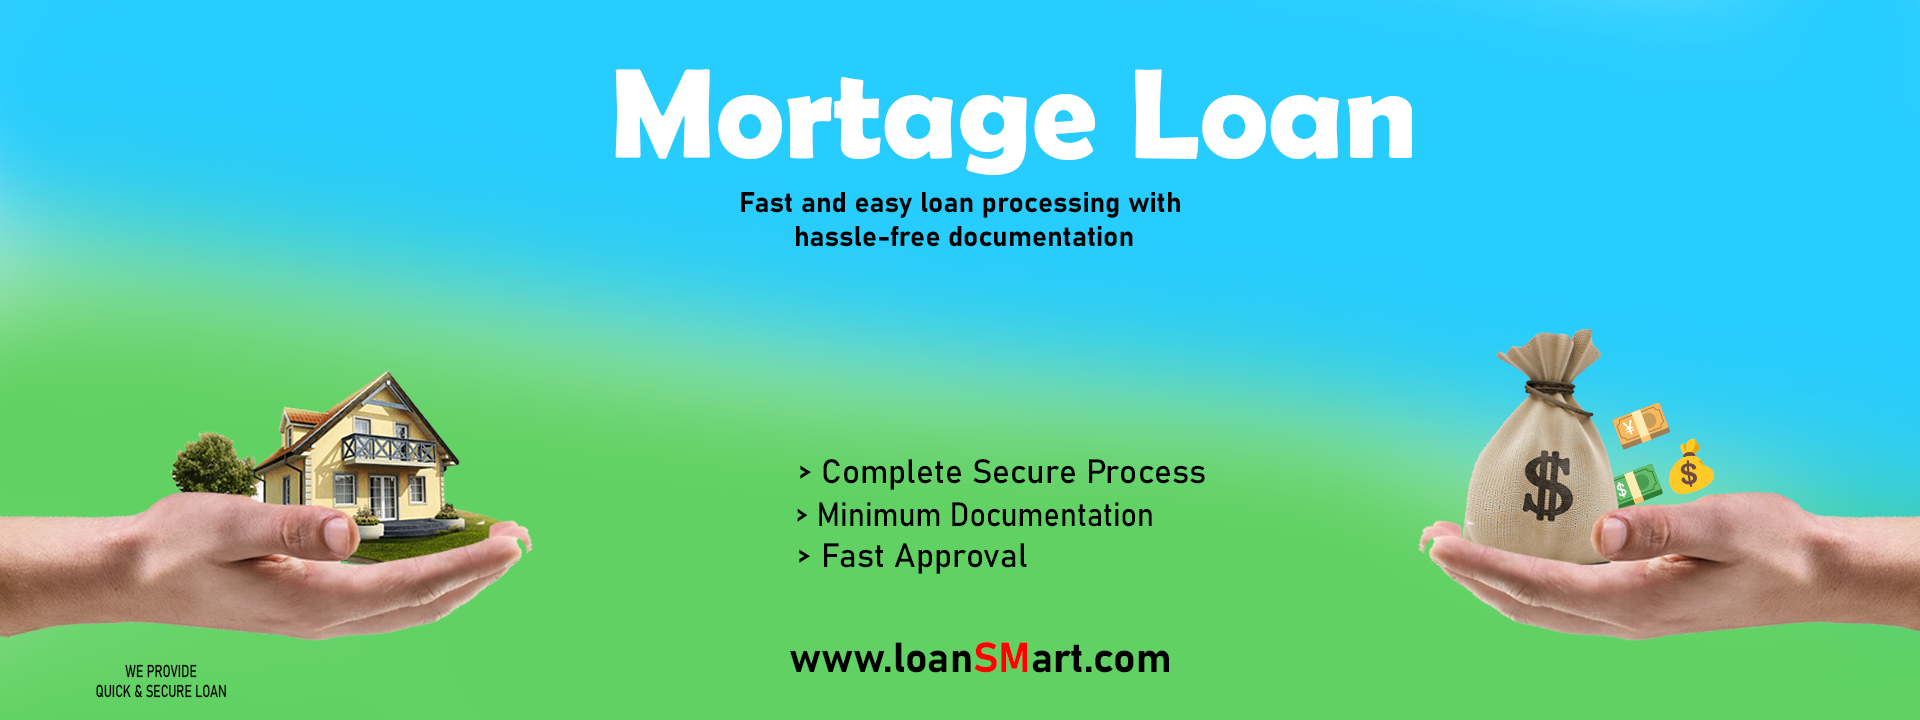 Mortage Loan
Fast and easy loan processing with
hassle-free documentation
> Complete Secure Process
> Minimum Documentation
> Fast Approval
www.loanSMart.com
WE PROVIDE
QUICK & SECURE LOAN
$
¥
$
$